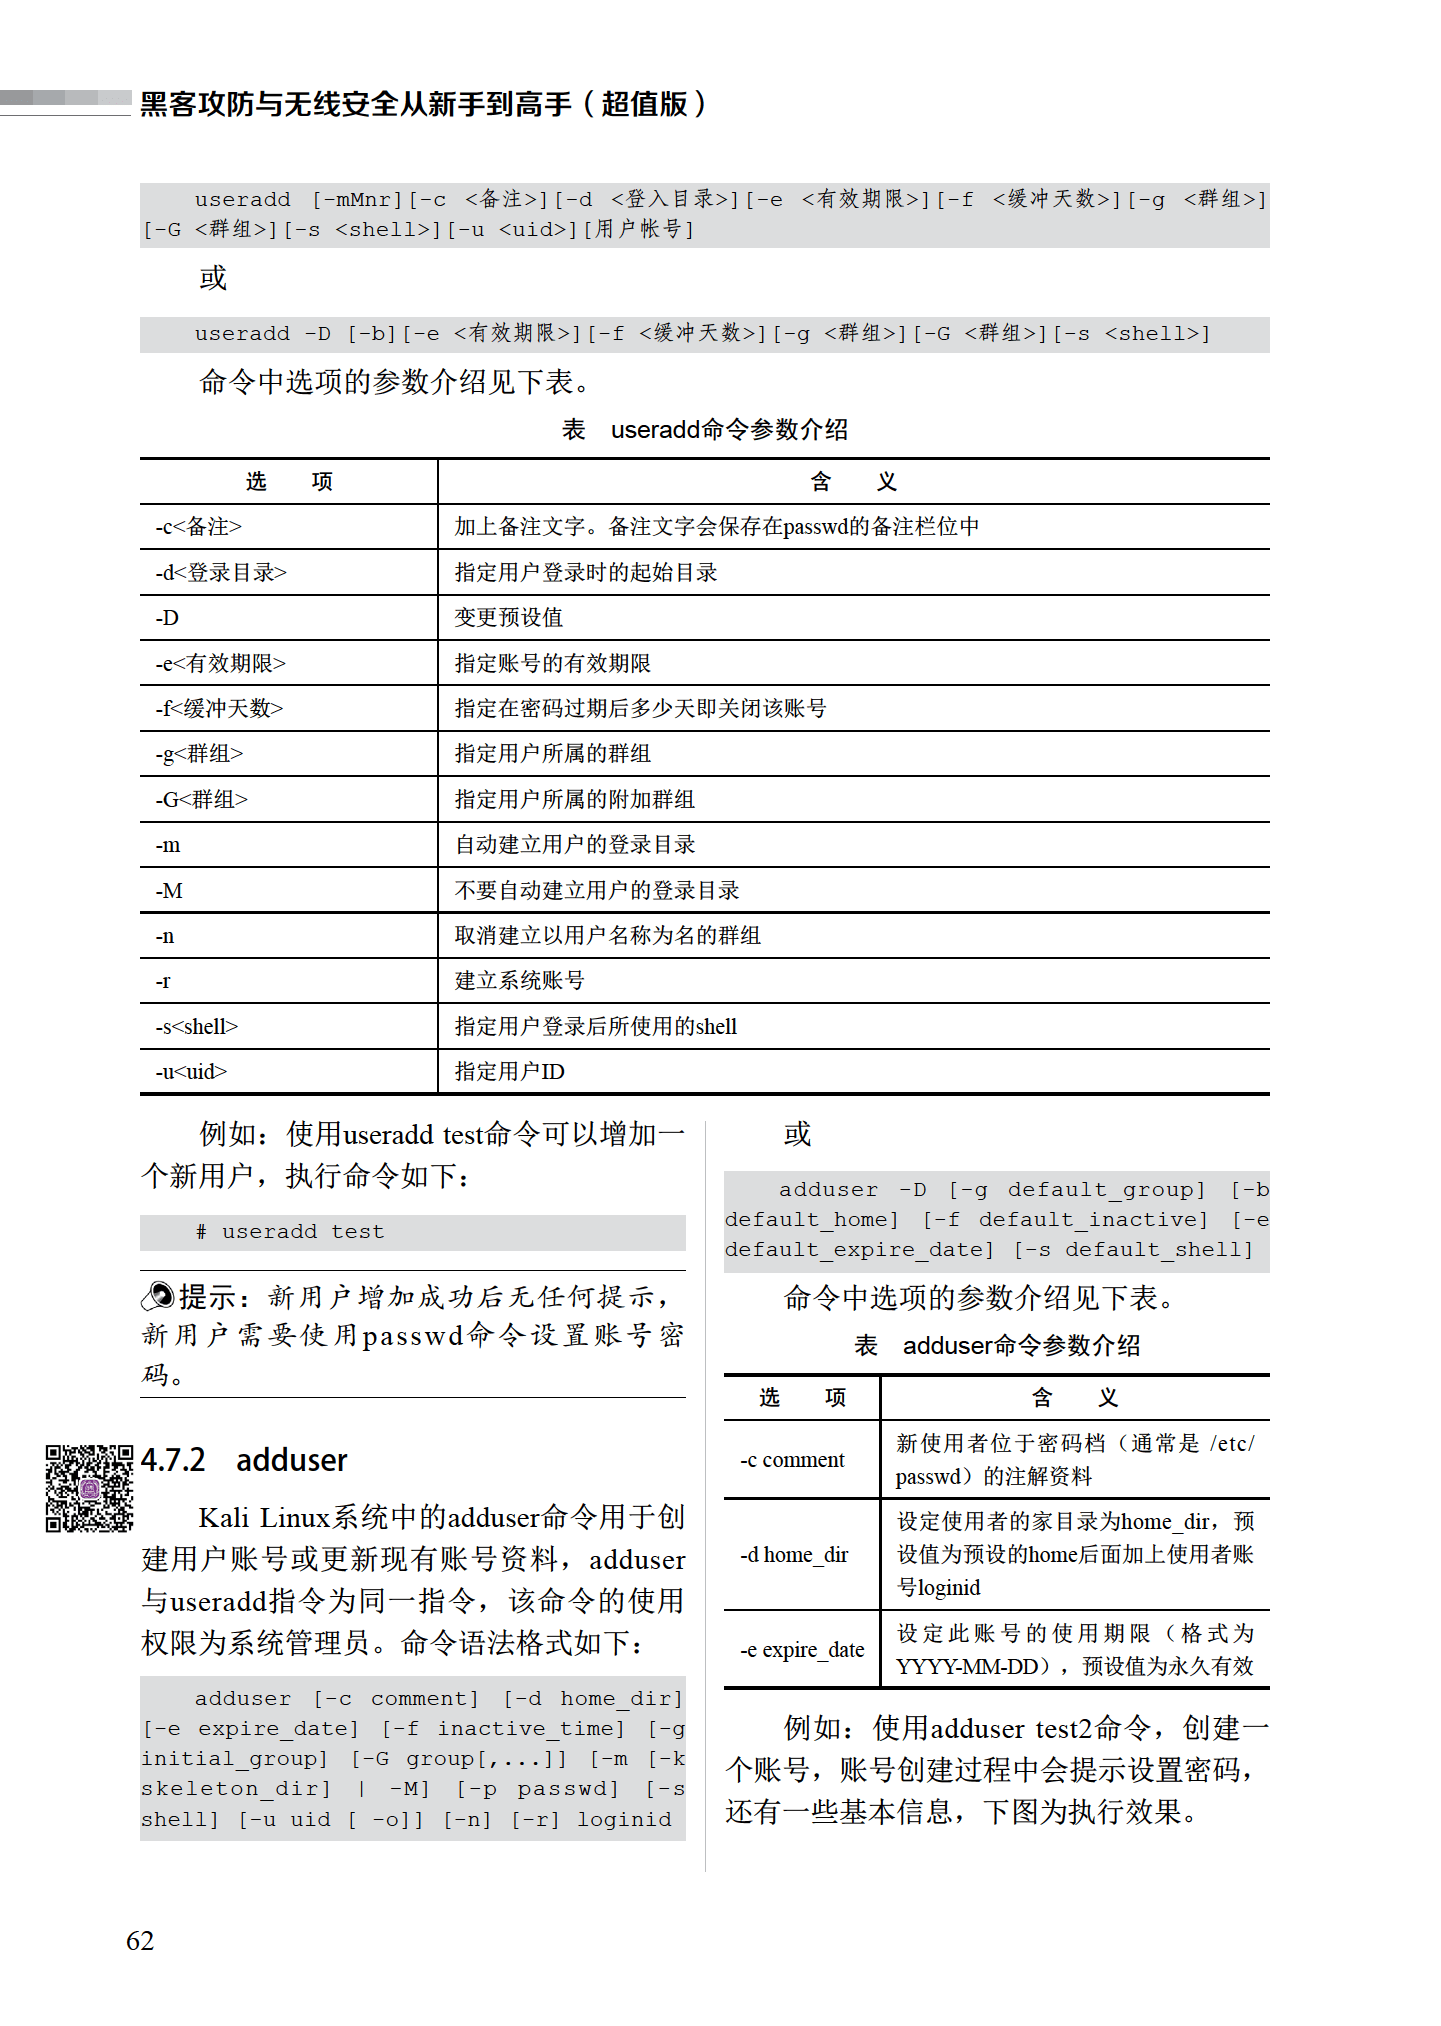 黑客攻防与无线安全从新手到高手（超值版）
useradd [-mMnr][-c <备注>][-d <登入目录>][-e <有效期限>][-f <缓冲天数>][-g <群组>]
[-G <群组>][-s <shell>][-u <uid>][用户帐号]
或
useradd -D [-b][-e <有效期限>][-f <缓冲天数>][-g <群组>][-G <群组>][-s <shell>]
命令中选项的参数介绍见下表。
表 useradd命令参数介绍
选 项 含 义
-c<备注> 加上备注文字。备注文字会保存在passwd的备注栏位中
-d<登录目录> 指定用户登录时的起始目录
-D 变更预设值
-e<有效期限> 指定账号的有效期限
-f<缓冲天数> 指定在密码过期后多少天即关闭该账号
-g<群组> 指定用户所属的群组
-G<群组> 指定用户所属的附加群组
-m 自动建立用户的登录目录
-M 不要自动建立用户的登录目录
-n 取消建立以用户名称为名的群组
-r 建立系统账号
-s<shell> 指定用户登录后所使用的shell
-u<uid> 指定用户ID
例如：使用useradd test命令可以增加一
个新用户，执行命令如下：
# useradd test
提示：新用户增加成功后无任何提示，
新用户需要使用passwd命令设置账号密
码。
4.7.2 adduser
Kali Linux系统中的adduser命令用于创
建用户账号或更新现有账号资料，adduser
与useradd指令为同一指令，该命令的使用
权限为系统管理员。命令语法格式如下：
adduser [-c comment] [-d home_dir]
[-e expire_date] [-f inactive_time] [-g
initial_group] [-G group[,...]] [-m [-k
skeleton_dir] | -M] [-p passwd] [-s
shell] [-u uid [ -o]] [-n] [-r] loginid
或
adduser -D [-g default_group] [-b
default_home] [-f default_inactive] [-e
default_expire_date] [-s default_shell]
命令中选项的参数介绍见下表。
表 adduser命令参数介绍
选 项 含 义
-c comment 新使用者位于密码档（通常是 /etc/
passwd）的注解资料
-d home_dir 设定使用者的家目录为home_dir，预
设值为预设的home后面加上使用者账
号loginid
-e expire_date 设定此账号的使用期限（格式为
YYYY-MM-DD），预设值为永久有效
例如：使用adduser test2命令，创建一
个账号，账号创建过程中会提示设置密码，
还有一些基本信息，下图为执行效果。
62